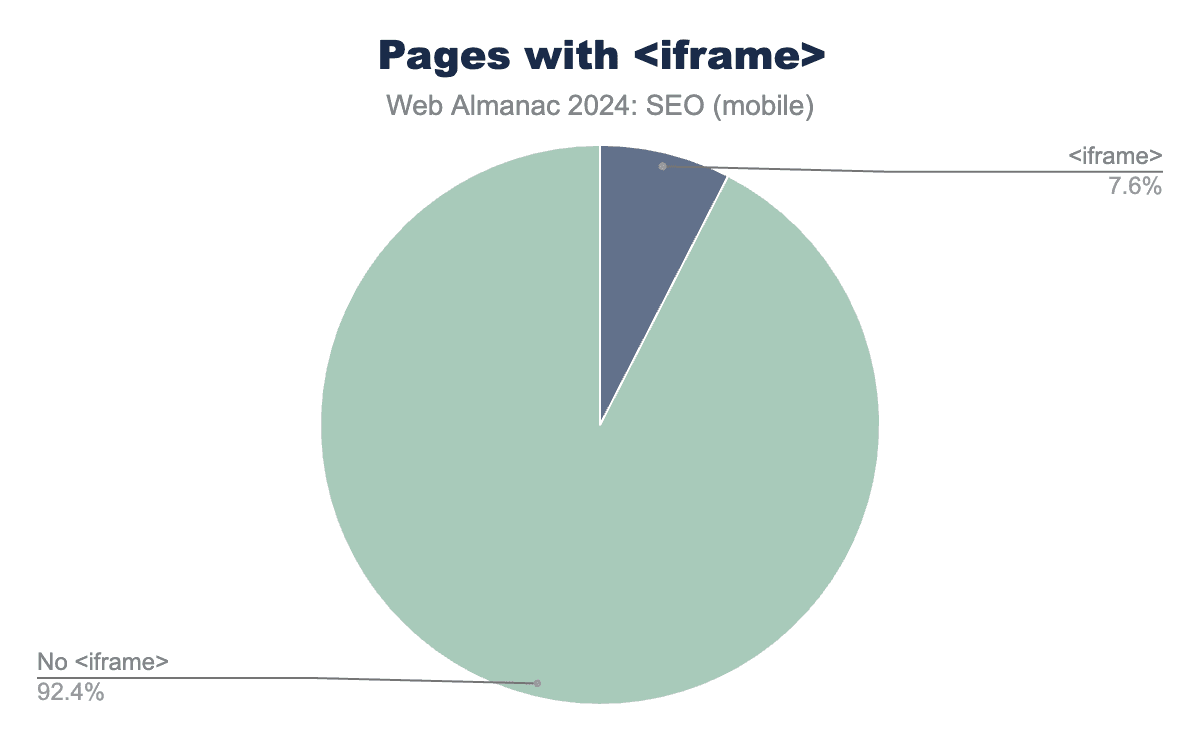 Pages with <iframe>
Web Almanac 2024: SEO (mobile)
<iframe>
7.6%
No <iframe>
92.4%